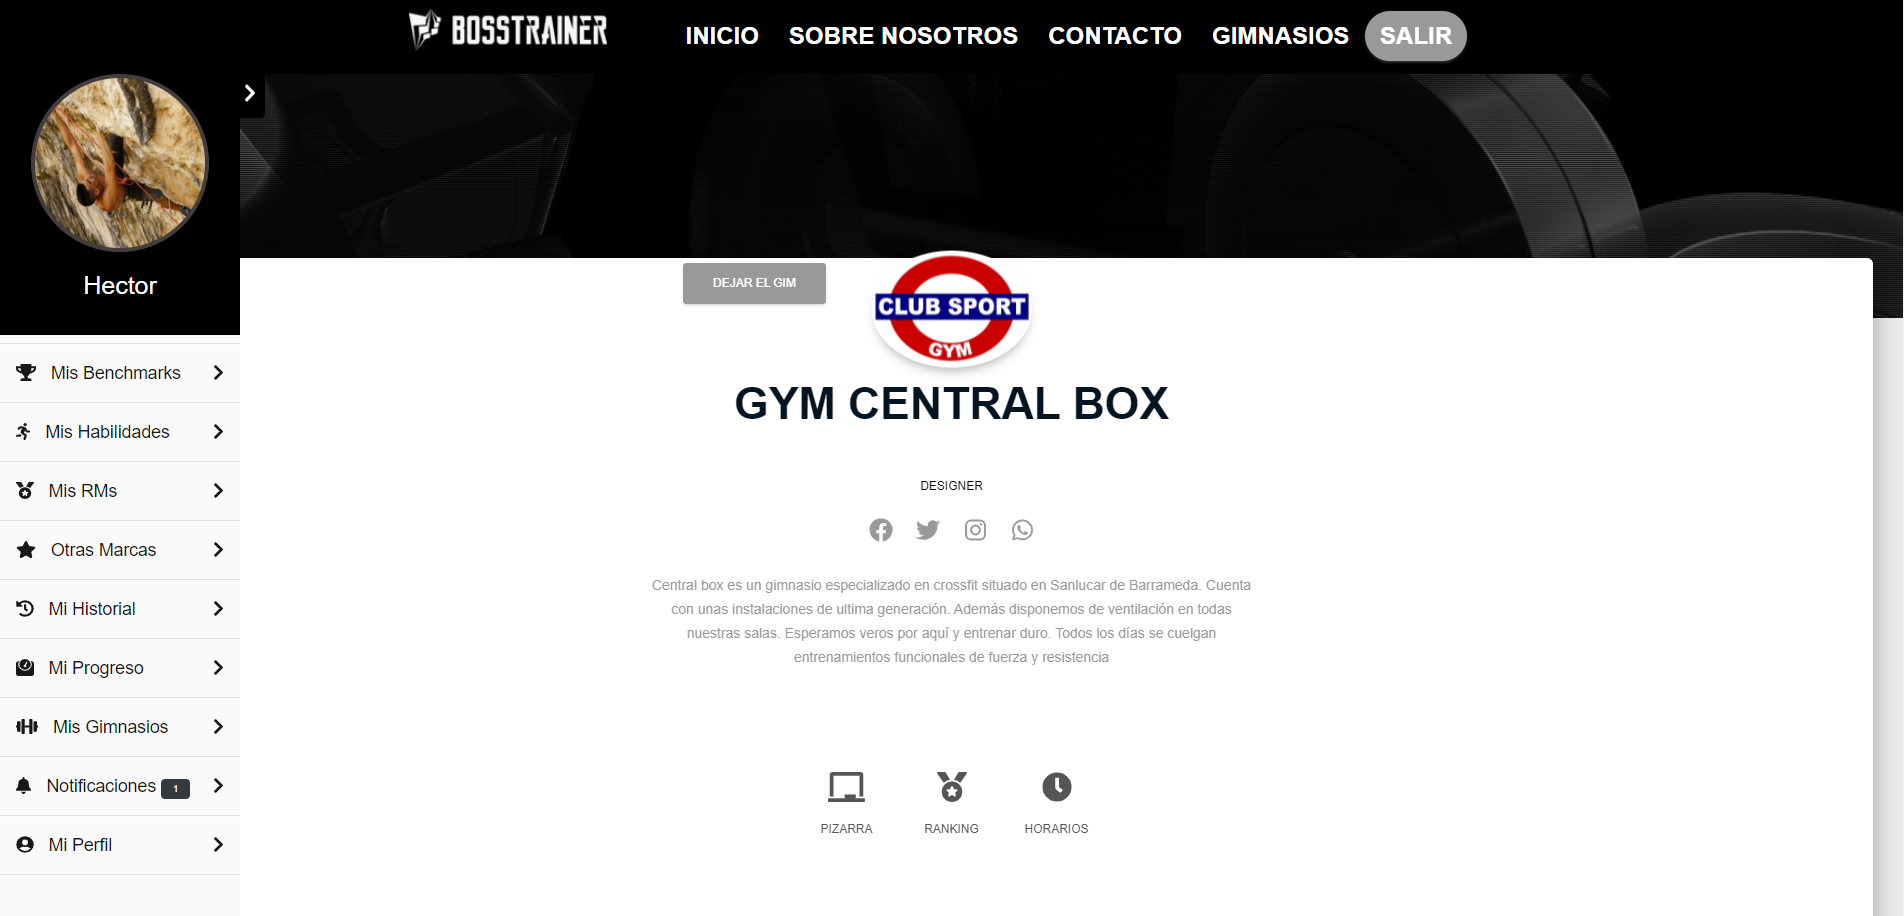 BOSSTRAINER
INICIO
SOBRE NOSOTROS
CONTACTO
GIMNASIOS
SALIR
Hector
Mis Benchmarks
Mis Habilidades
Mis RMs
Otras Marcas
Mi Historial
Mi Progreso
Mis Gimnasios
Notificaciones 1
Mi Perfil
DEJAR EL GIM
CLUB SPORT
GYM
GYM CENTRAL BOX
DESIGNER
Central box es un gimnasio especializado en crossfit situado en Sanlucar de Barrameda. Cuenta
con unas instalaciones de ultima generación. Además disponemos de ventilación en todas
nuestras salas. Esperamos veros por aquí y entrenar duro. Todos los días se cuelgan
entrenamientos funcionales de fuerza y resistencia
PIZARRA
RANKING
HORARIOS